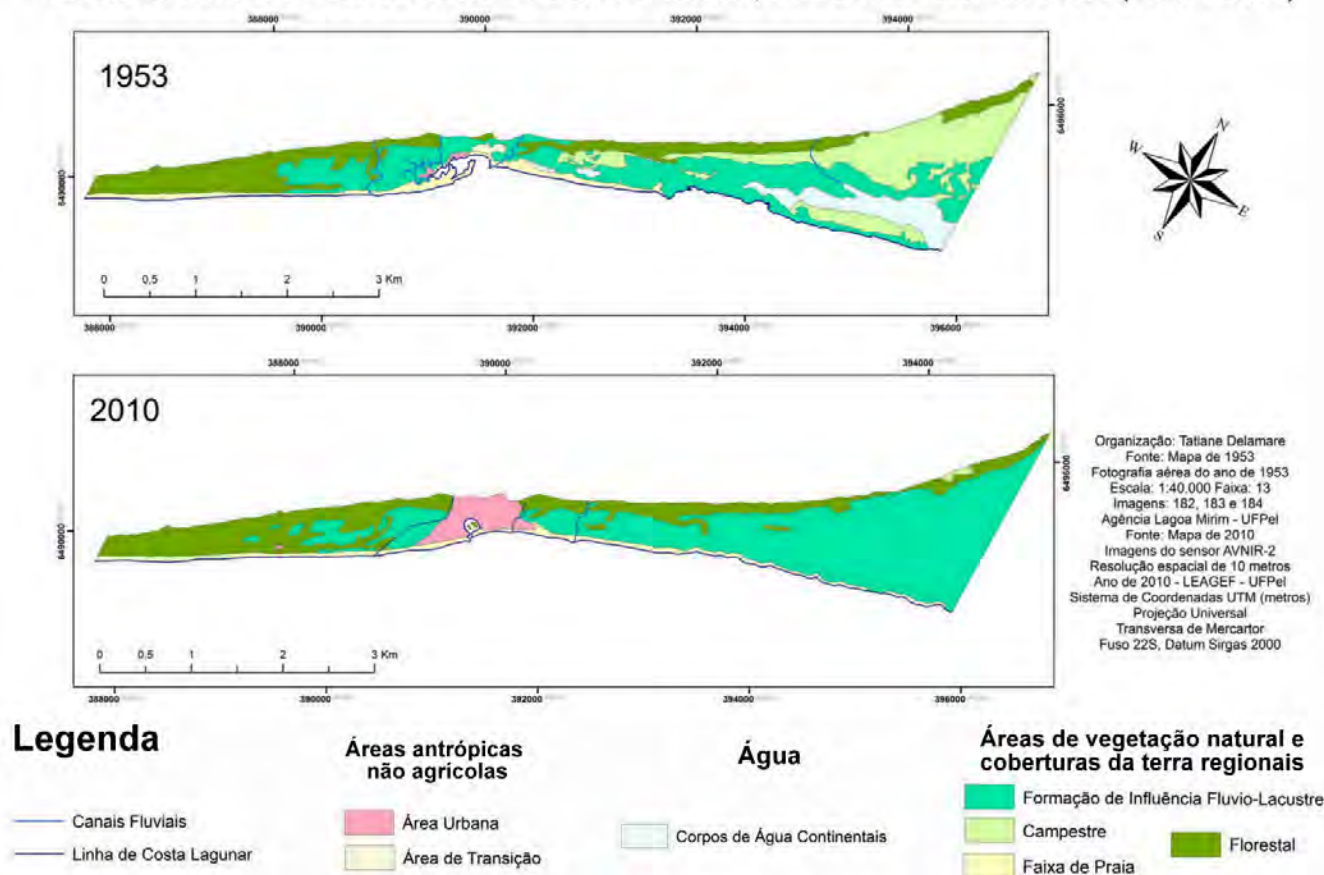 388000
390000
392000
394000
1953
6490000
6496000
N
W
E
S
0 0,5 1 2 3 Km
388000
390000
392000
394000
396000
388000
390000
392000
394000
2010
6490000
6496000
0 0,5 1 2 3 Km
388000
390000
392000
394000
396000
Organização: Tatiane Delamare
Fonte: Mapa de 1953
Fotografia aérea do ano de 1953
Escala: 1:40.000 Faixa: 13
Imagens: 182, 183 e 184
Agência Lagoa Mirim - UFPel
Fonte: Mapa de 2010
Imagens do sensor AVNIR-2
Resolução espacial de 10 metros
Ano de 2010 - LEAGEF - UFPel
Sistema de Coordenadas UTM (metros)
Projeção Universal
Transversa de Mercartor
Fuso 22S, Datum Sirgas 2000
Legenda
Canais Fluviais
Linha de Costa Lagunar
Áreas antrópicas
não agrícolas
Área Urbana
Área de Transição
Água
Corpos de Água Continentais
Áreas de vegetação natural e
coberturas da terra regionais
Formação de Influência Fluvio-Lacustre
Campestre
Faixa de Praia
Florestal